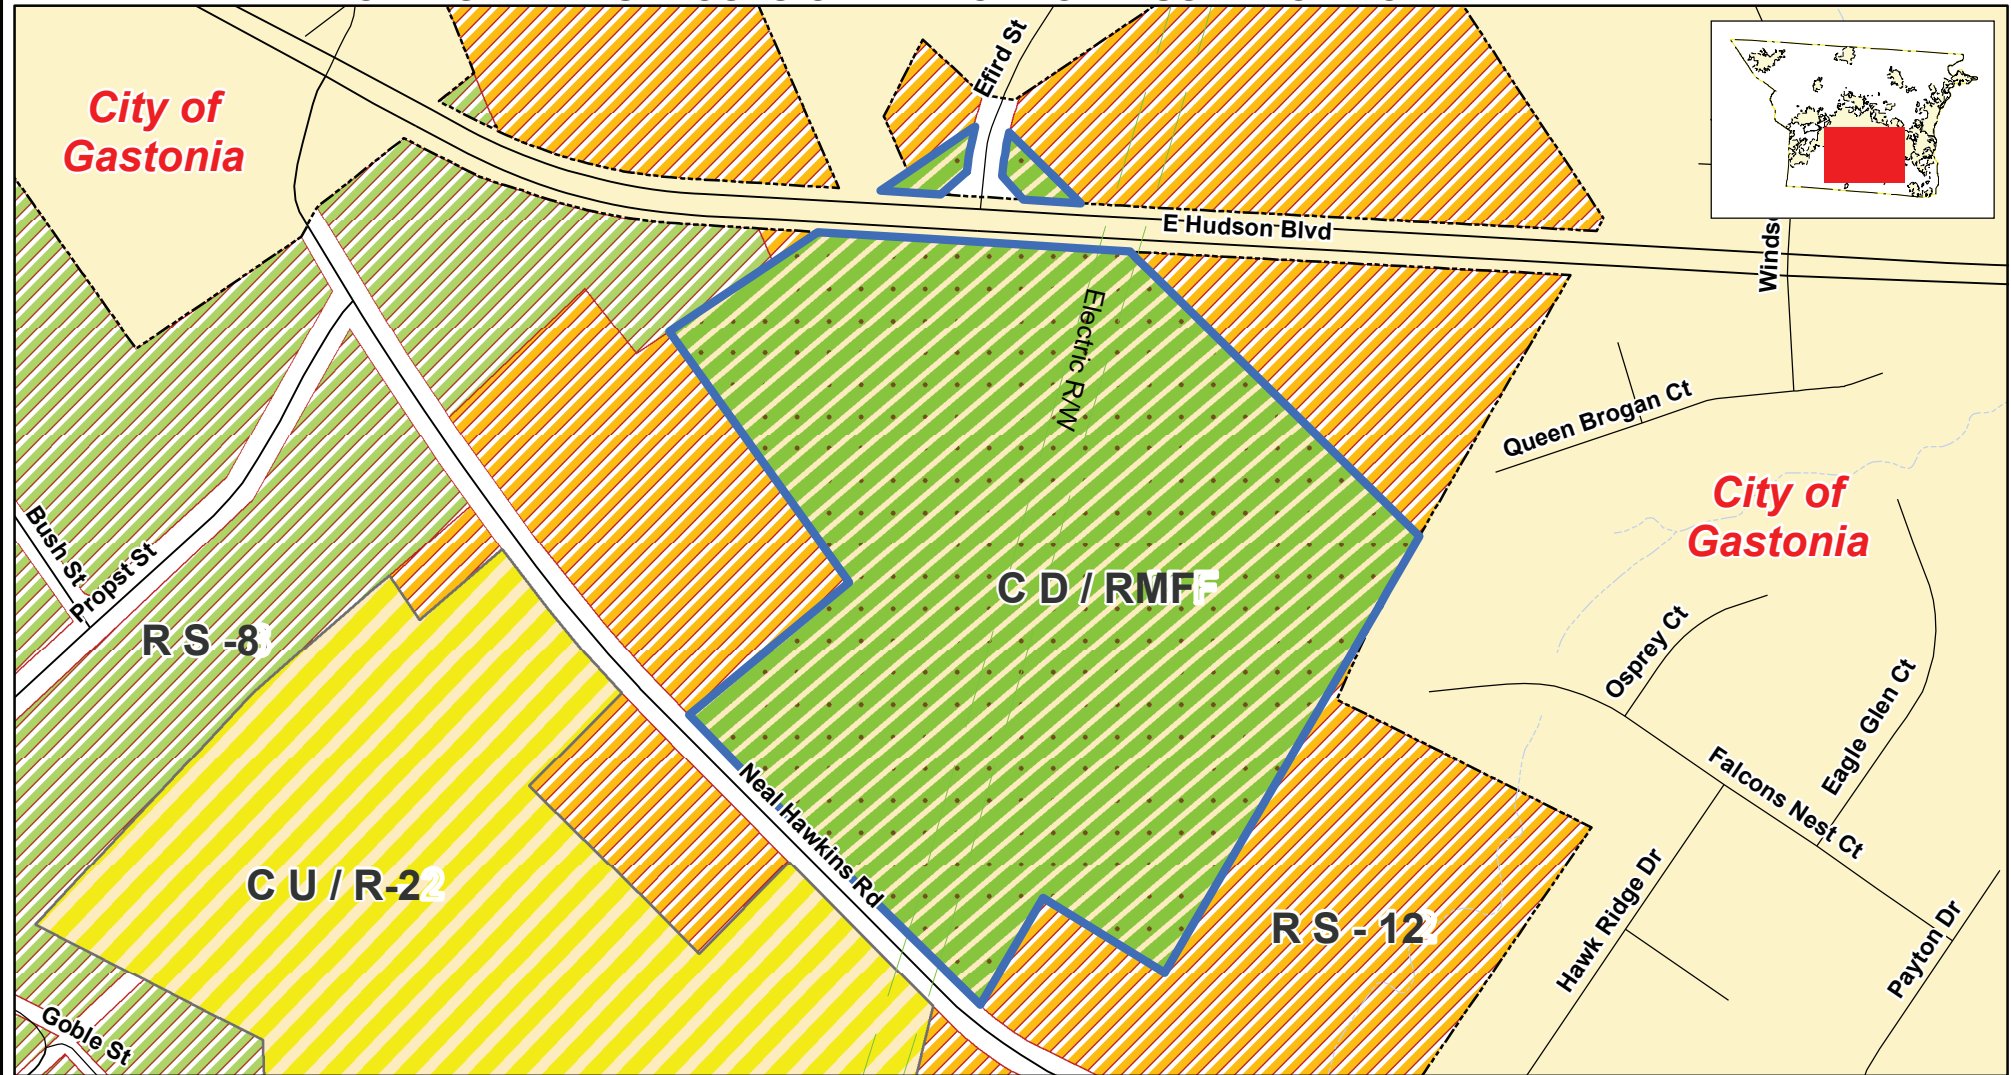 Efird St
City of
Gastonia
E Hudson Blvd
Electric R/W
Queen Brogan Ct
City of
Gastonia
Bush St
Propst St
C D / RMF
R S -8
Osprey Ct
Eagle Glen Ct
Falcons Nest Ct
Neal Hawkins Rd
C U / R-2
R S - 12
Hawk Ridge Dr
Payton Dr
Goble St